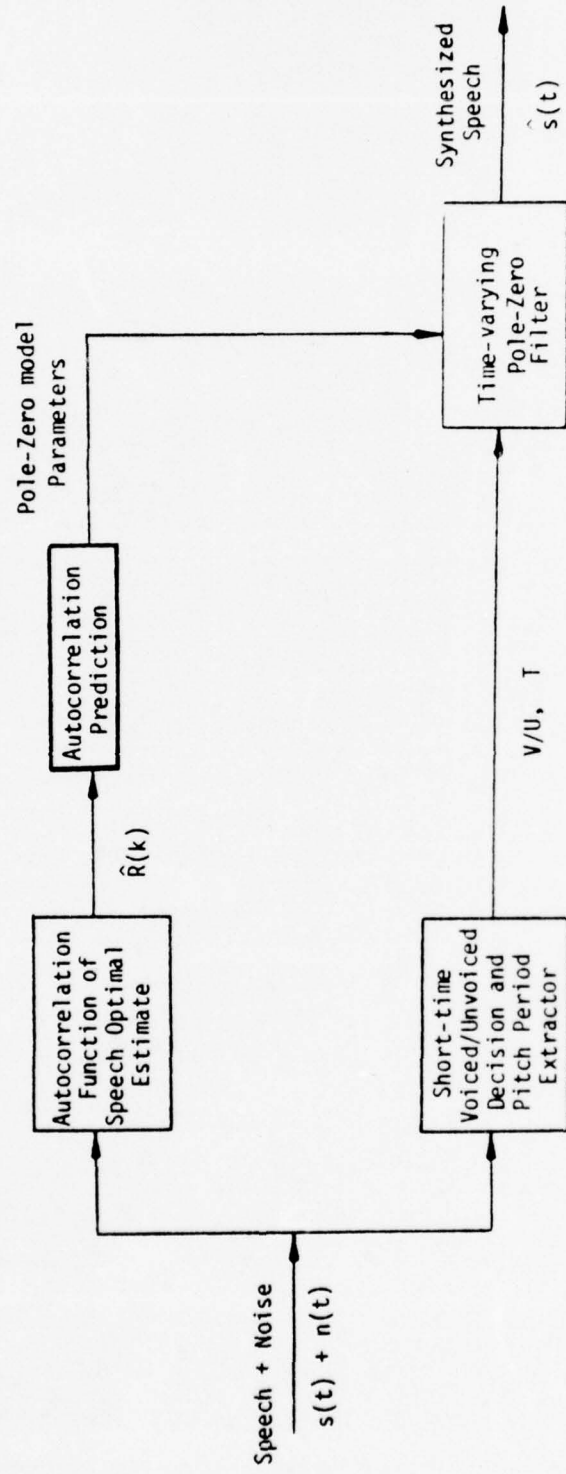 Speech + Noise
s(t) + n(t)
Autocorrelation
Function of
Speech Optimal
Estimate
R̂(k)
Autocorrelation
Prediction
Pole-Zero model
Parameters
Short-time
Voiced/Unvoiced
Decision and
Pitch Period
Extractor
V/U, T
Time-varying
Pole-Zero
Filter
Synthesized
Speech
ŝ(t)